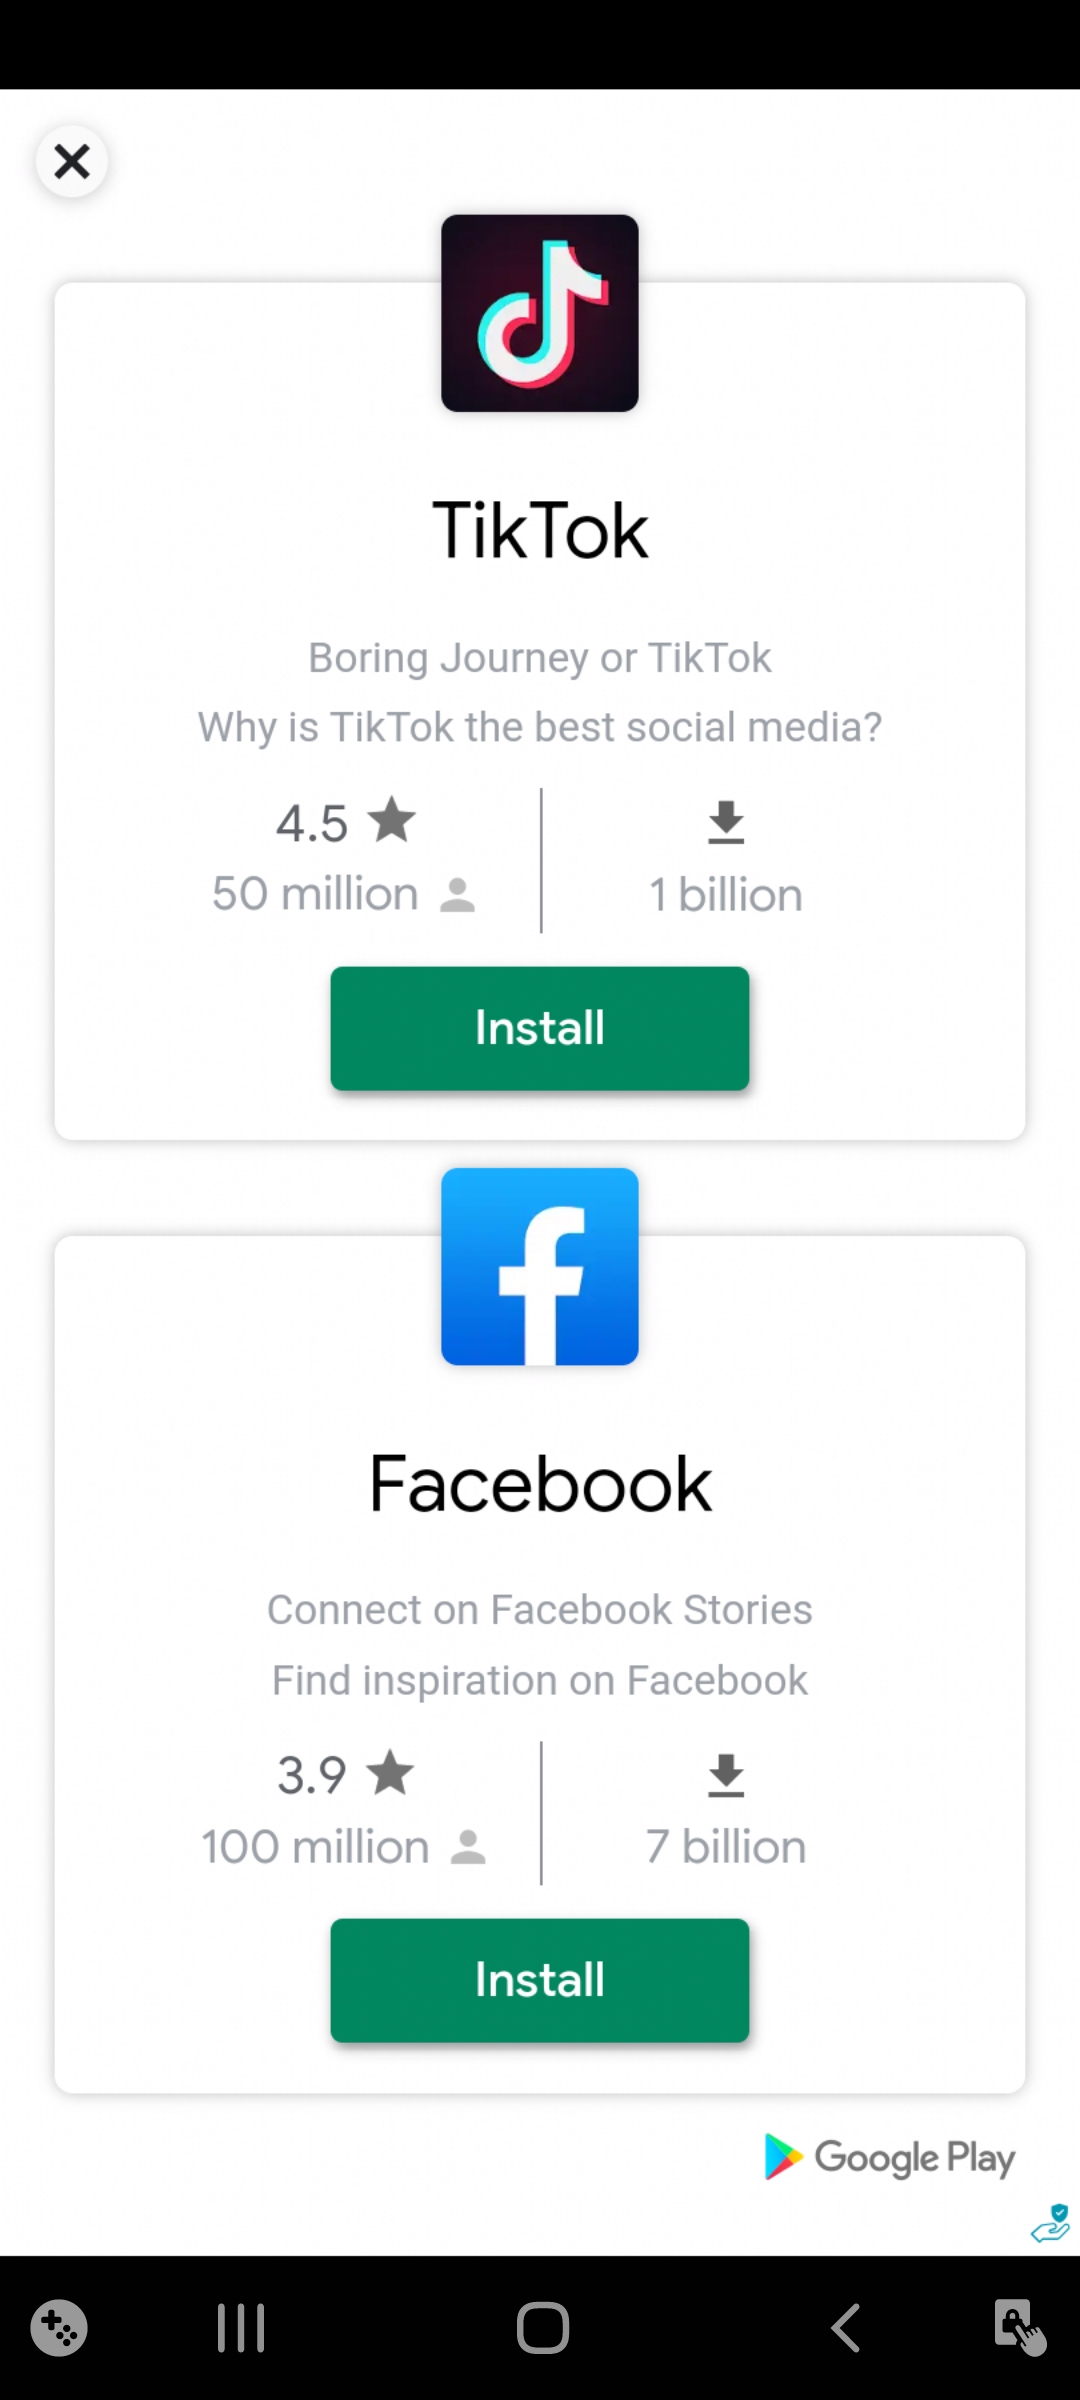 TikTok
Boring Journey or TikTok
Why is TikTok the best social media?
4.5
50 million
1 billion
Install
Facebook
Connect on Facebook Stories
Find inspiration on Facebook
3.9
100 million
7 billion
Install
Google Play